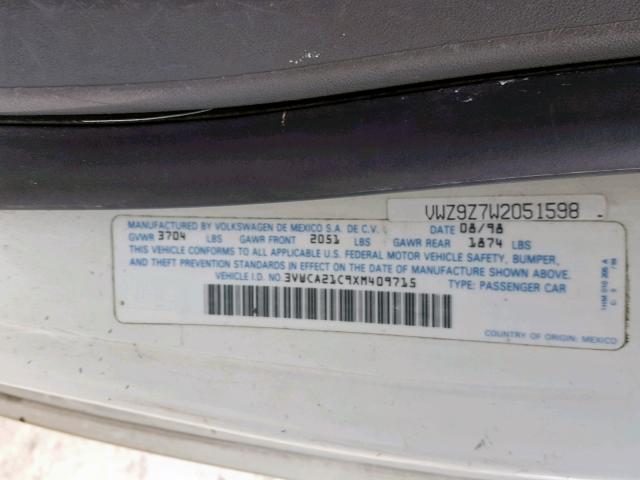 VWZ9Z7W2051598
MANUFACTURED BY VOLKSWAGEN DE MEXICO S.A. DE C.V. DATE 08/98
GVWR 3704 LBS GAWR FRONT 2051 LBS GAWR REAR 1874 LBS
THIS VEHICLE CONFORMS TO ALL APPLICABLE U.S. FEDERAL MOTOR VEHICLE SAFETY, BUMPER,
AND THEFT PREVENTION STANDARDS IN EFFECT ON THE DATE OF MANUFACTURE SHOWN ABOVE.
VEHICLE I.D. NO. 3VWCA21C9XM409715 TYPE: PASSENGER CAR
COUNTRY OF ORIGIN: MEXICO